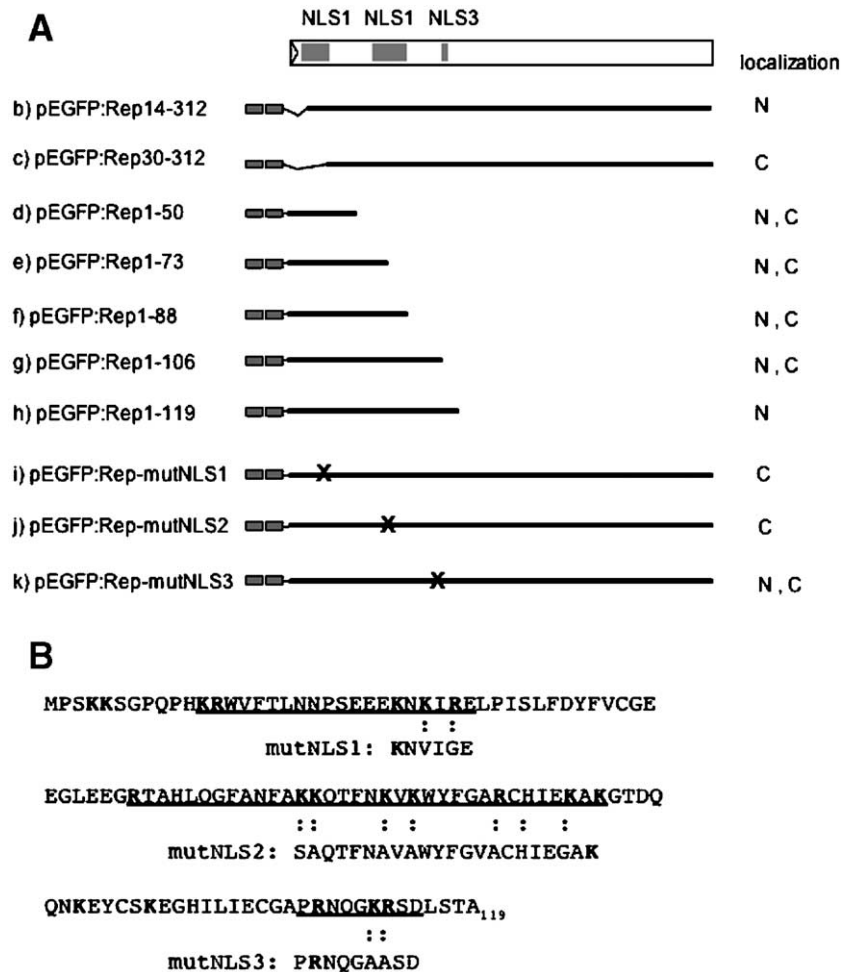 A
NLS1 NLS1 NLS3
localization
b) pEGFP:Rep14-312 N
c) pEGFP:Rep30-312 C
d) pEGFP:Rep1-50 N , C
e) pEGFP:Rep1-73 N, C
f) pEGFP:Rep1-88 N, C
g) pEGFP:Rep1-106 N , C
h) pEGFP:Rep1-119 N
i) pEGFP:Rep-mutNLS1 X C
j) pEGFP:Rep-mutNLS2 X C
k) pEGFP:Rep-mutNLS3 X N , C
B
MPSKKSGPQPHKRWVFTLNNPSEEEKNKIRELPISLFDYFVCGE
: :
mutNLS1: KNVIGE
EGLEEGRTAHLQGFANFAKKQTFNKVKWYFGARCHIEKAKGTDQ
:: : : : : :
mutNLS2: SAQTFNAVAWYFGVACHIEGAK
QNKEYCSKEGHILIECGAPRNQGKRSDLSTA119
::
mutNLS3: PRNQGAASD